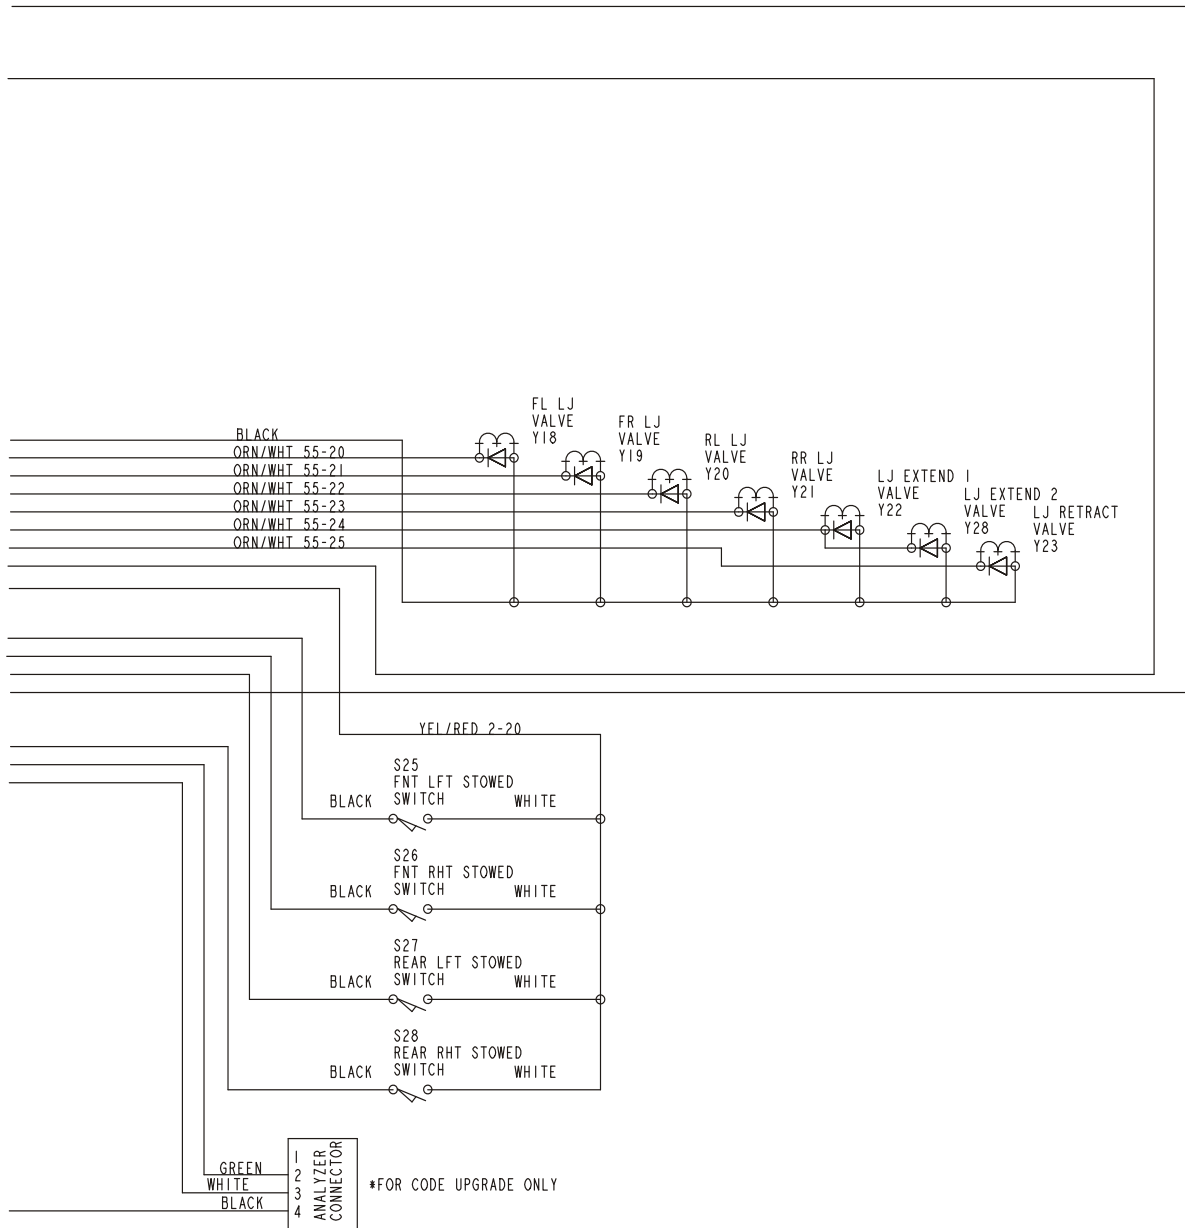 FL LJ
VALVE
Y18
FR LJ
VALVE
Y19
RL LJ
VALVE
Y20
RR LJ
VALVE
Y21
LJ EXTEND 1
VALVE
Y22
LJ EXTEND 2
VALVE
Y28
LJ RETRACT
VALVE
Y23
BLACK
ORN/WHT 55-20
ORN/WHT 55-21
ORN/WHT 55-22
ORN/WHT 55-23
ORN/WHT 55-24
ORN/WHT 55-25
YEL/RED 2-20
S25
FNT LFT STOWED
SWITCH
BLACK
WHITE
S26
FNT RHT STOWED
SWITCH
BLACK
WHITE
S27
REAR LFT STOWED
SWITCH
BLACK
WHITE
S28
REAR RHT STOWED
SWITCH
BLACK
WHITE
GREEN
WHITE
BLACK
1
2
3
4
ANALYZER
CONNECTOR
*FOR CODE UPGRADE ONLY